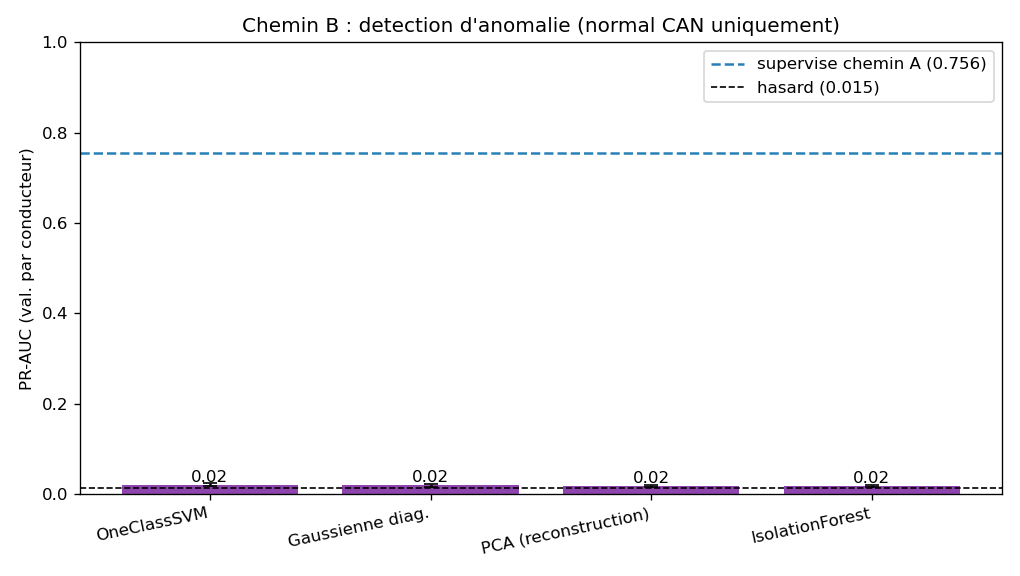 Chemin B : detection d'anomalie (normal CAN uniquement)
PR-AUC (val. par conducteur)
1.0
0.8
0.6
0.4
0.2
0.0
supervise chemin A (0.756)
hasard (0.015)
0.02
0.02
0.02
0.02
OneClassSVM
Gaussienne diag.
PCA (reconstruction)
IsolationForest